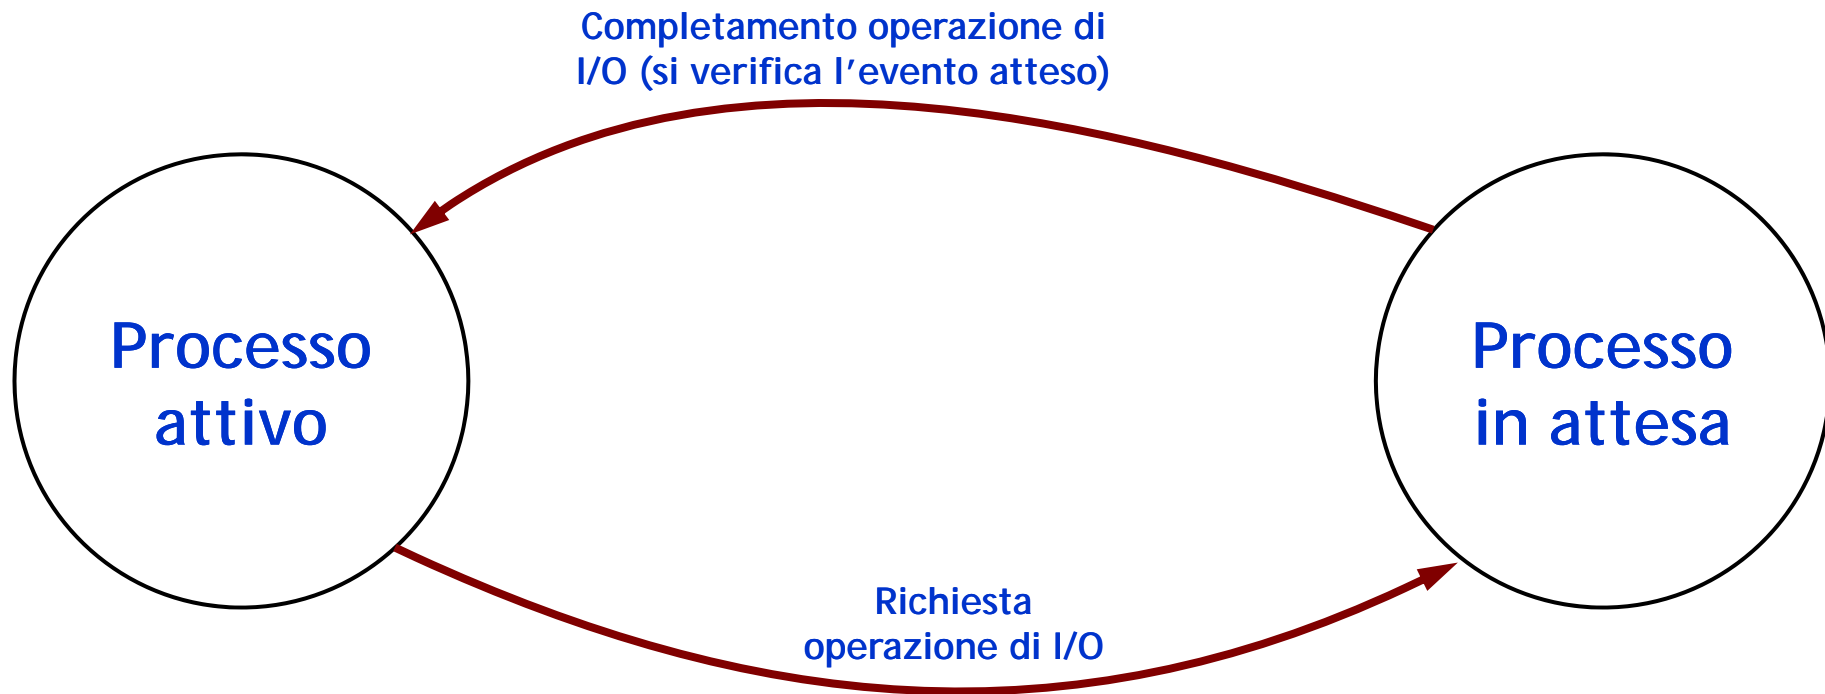 Completamento operazione di
I/O (si verifica l'evento atteso)
Processo
attivo
Processo
in attesa
Richiesta
operazione di I/O